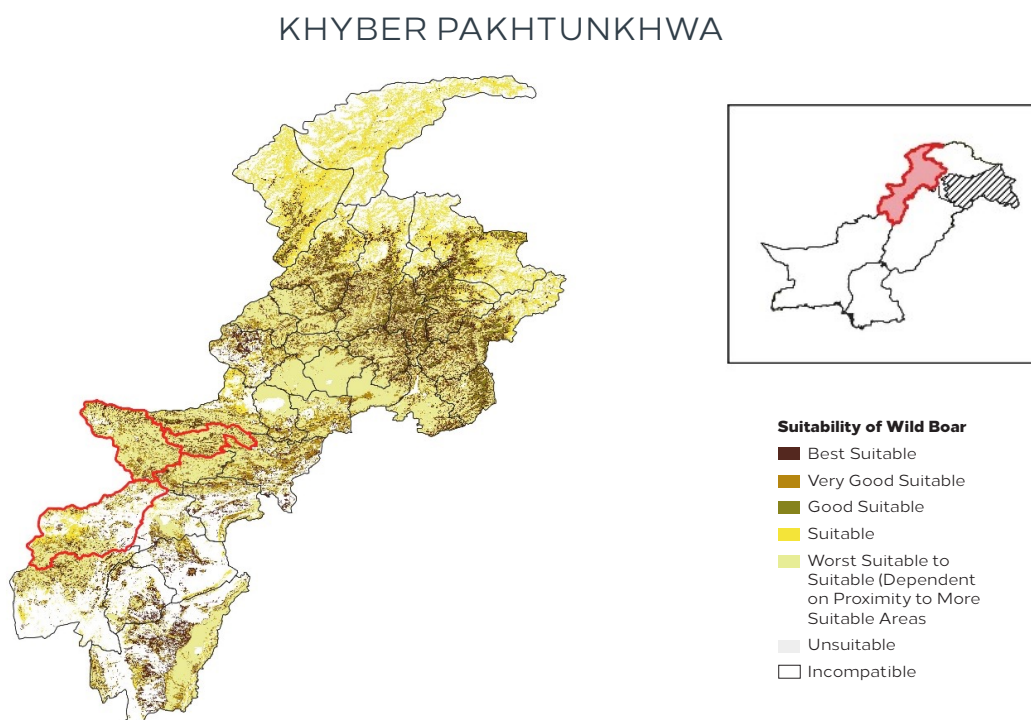 KHYBER PAKHTUNKHWA
Suitability of Wild Boar
Best Suitable
Very Good Suitable
Good Suitable
Suitable
Worst Suitable to
Suitable (Dependent
on Proximity to More
Suitable Areas
Unsuitable
Incompatible